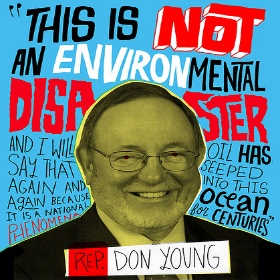 "THIS IS NOT
AN ENVIRONMENTAL
DISASTER
AND I WILL
SAY THAT
AGAIN AND
AGAIN BECAUSE
IT IS A NATIONAL
PHENOMENA.
OIL HAS
SEEPED
INTO THIS
OCEAN
for CENTURIES"
REP. DON YOUNG